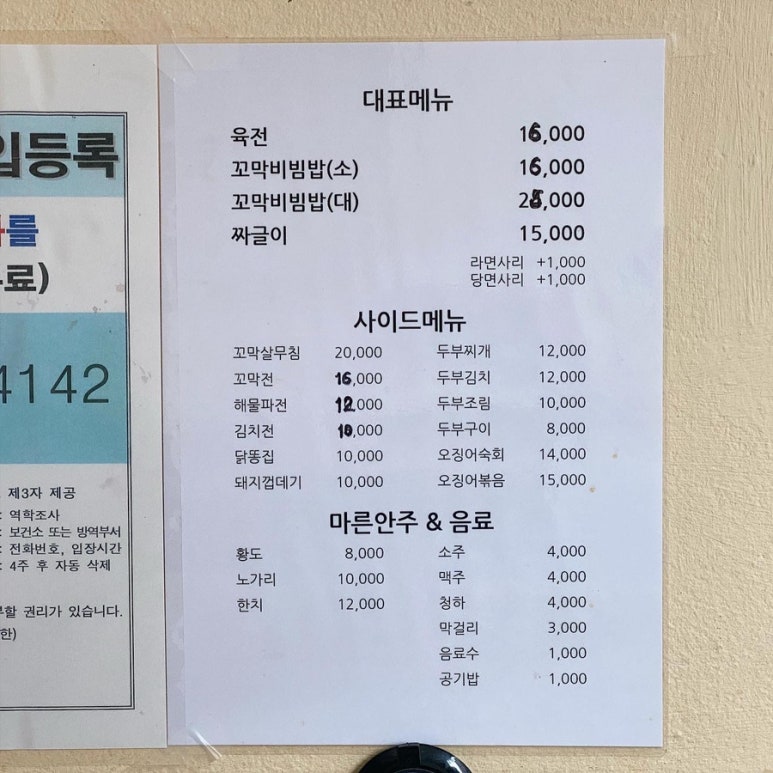 입등록
를
료)
4142
제3자 제공
: 역학조사
: 보건소 또는 방역부서
: 전화번호, 입장시간
: 4주 후 자동 삭제
부할 권리가 있습니다.
한)
대표메뉴
육전 16,000
꼬막비빔밥(소) 16,000
꼬막비빔밥(대) 28,000
짜글이 15,000
라면사리 +1,000
당면사리 +1,000
사이드메뉴
꼬막살무침 20,000 두부찌개 12,000
꼬막전 16,000 두부김치 12,000
해물파전 12,000 두부조림 10,000
김치전 10,000 두부구이 8,000
닭똥집 10,000 오징어숙회 14,000
돼지껍데기 10,000 오징어볶음 15,000
마른안주 & 음료
황도 8,000 소주 4,000
노가리 10,000 맥주 4,000
한치 12,000 청하 4,000
막걸리 3,000
음료수 1,000
공기밥 1,000